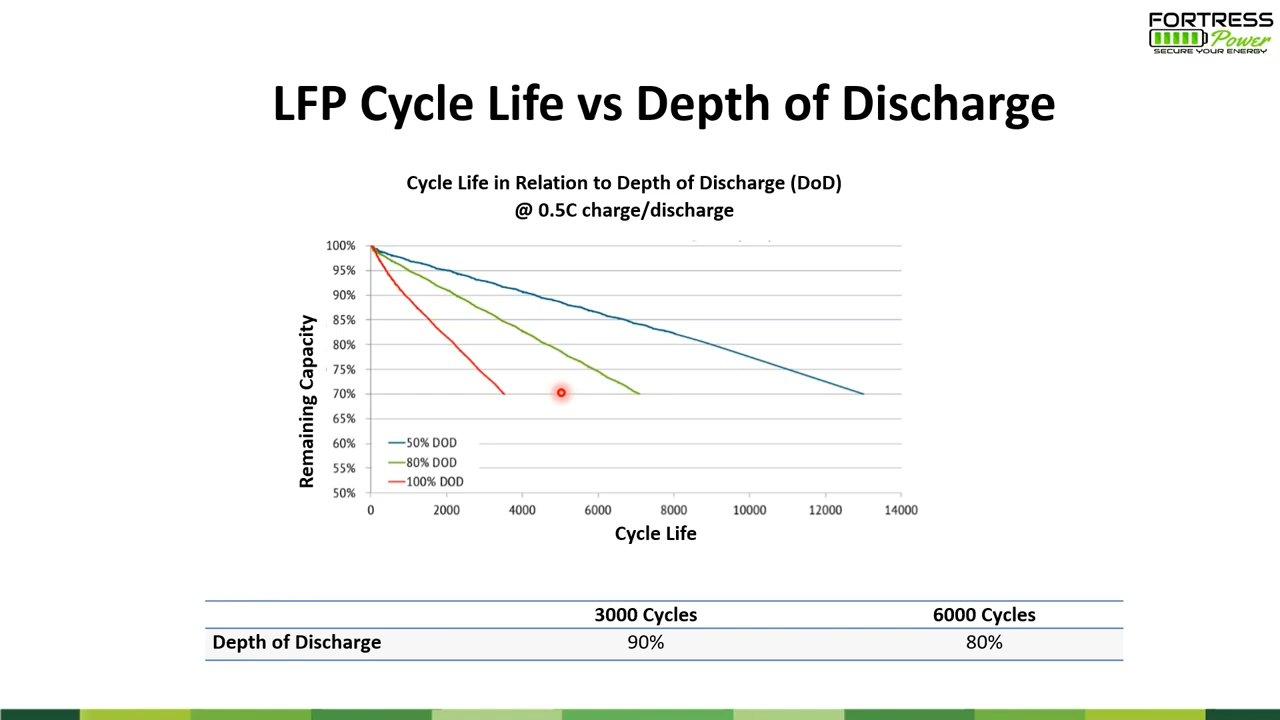 FORTRESS
Power
SECURE YOUR ENERGY
LFP Cycle Life vs Depth of Discharge
Cycle Life in Relation to Depth of Discharge (DoD)
@ 0.5C charge/discharge
100%
95%
90%
85%
80%
75%
70%
65%
60%
55%
50%
Remaining Capacity
50% DOD
80% DOD
100% DOD
0 2000 4000 6000 8000 10000 12000 14000
Cycle Life
3000 Cycles 6000 Cycles
Depth of Discharge 90% 80%